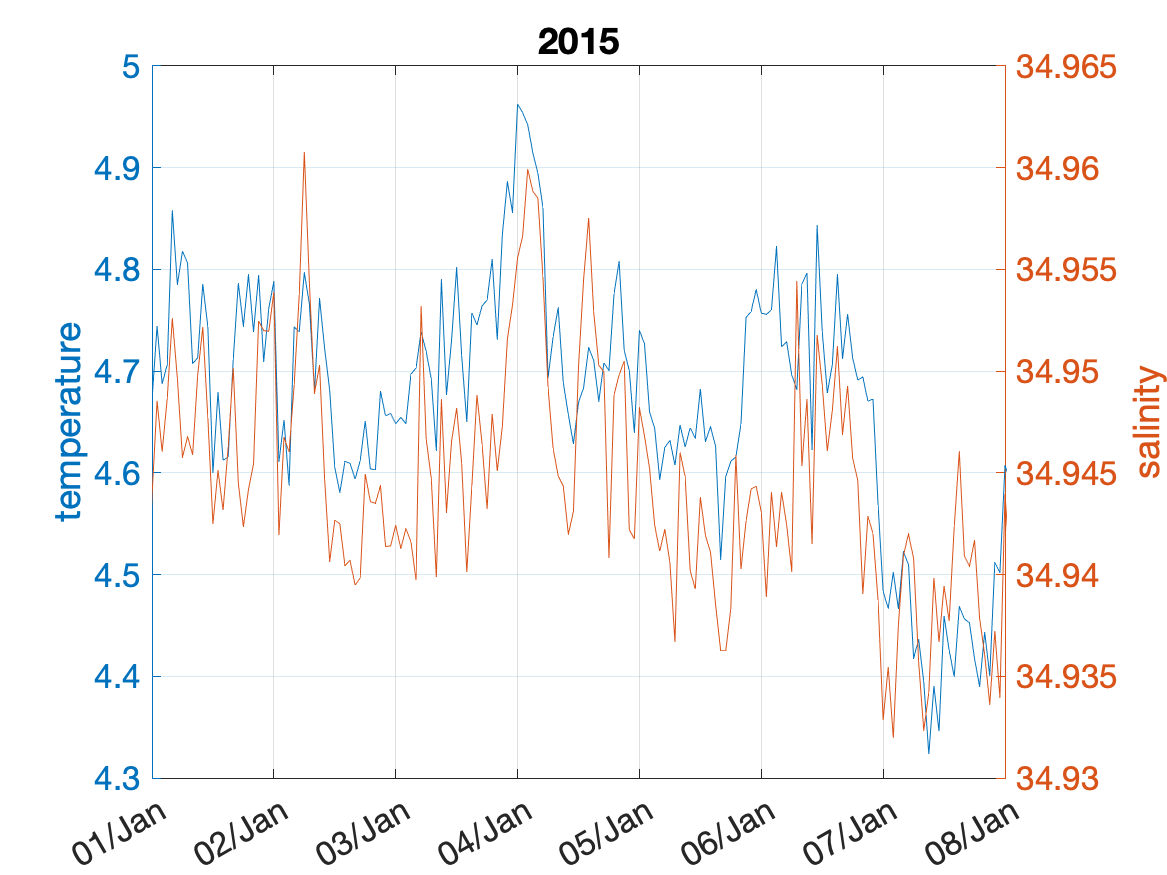 2015
5
4.9
4.8
4.7
4.6
4.5
4.4
4.3
temperature
34.965
34.96
34.955
34.95
34.945
34.94
34.935
34.93
salinity
01/Jan
02/Jan
03/Jan
04/Jan
05/Jan
06/Jan
07/Jan
08/Jan